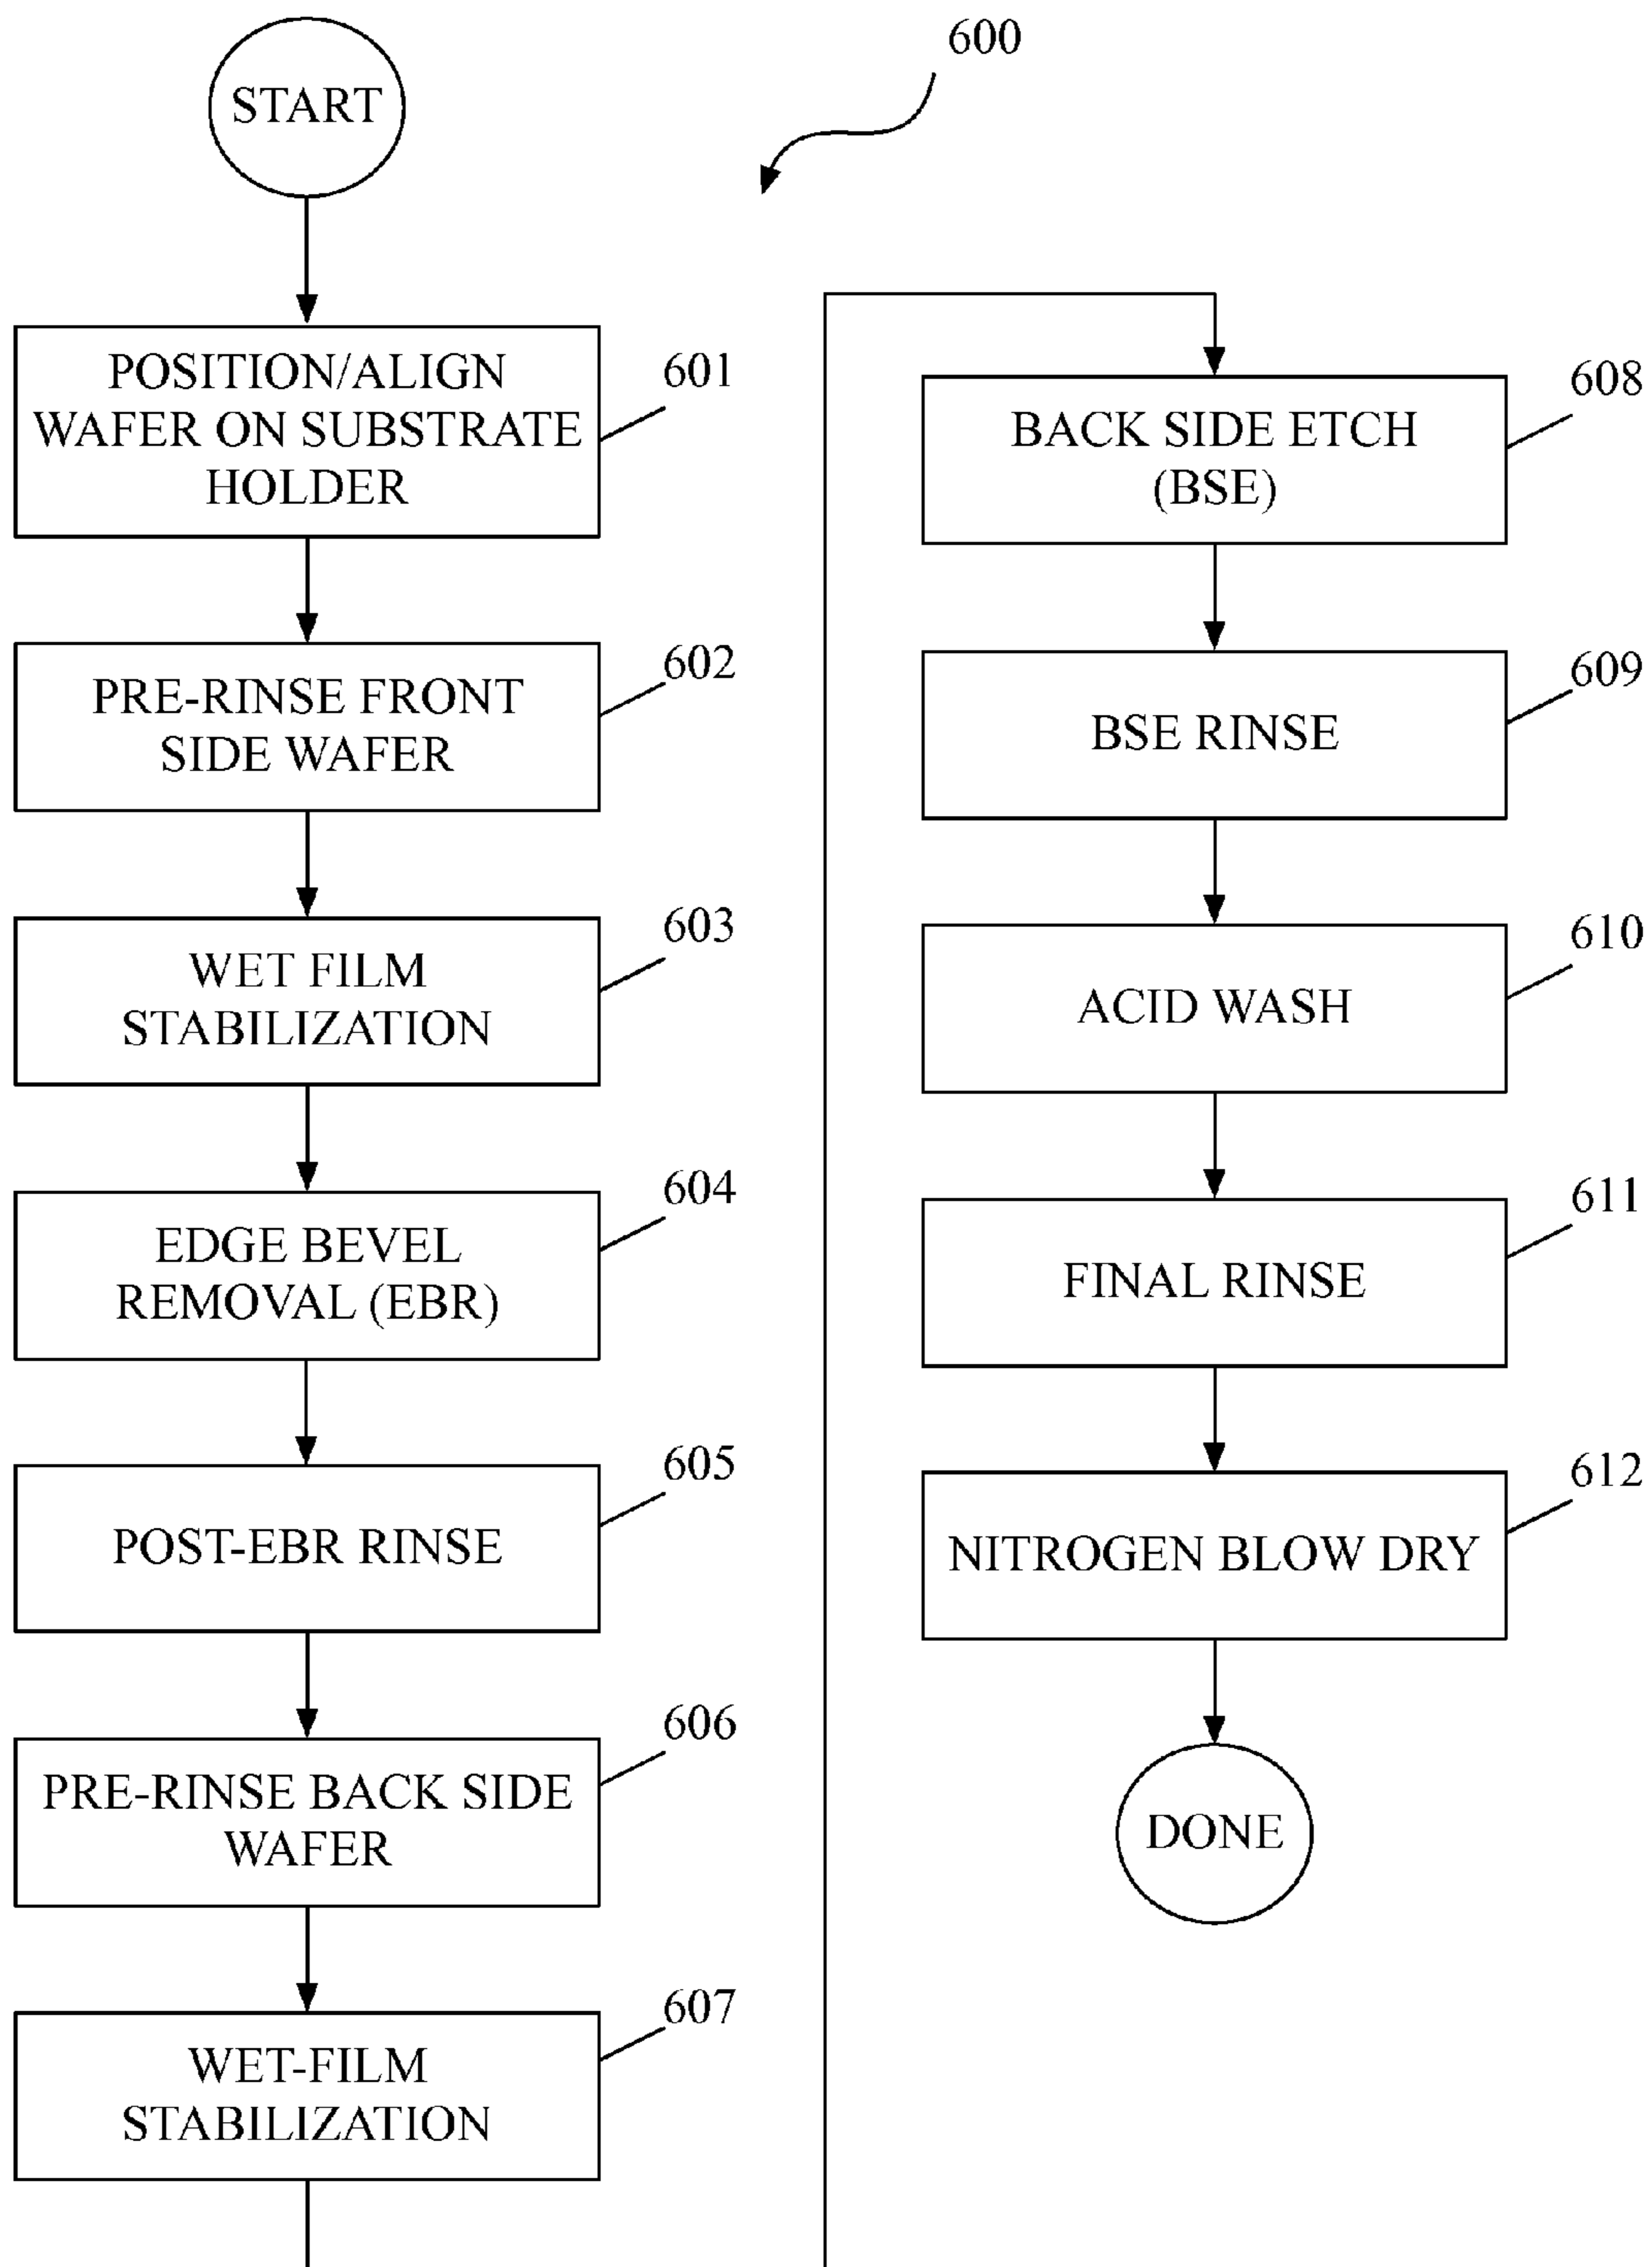 600
START
POSITION/ALIGN
WAFER ON SUBSTRATE
HOLDER
601
PRE-RINSE FRONT
SIDE WAFER
602
WET FILM
STABILIZATION
603
EDGE BEVEL
REMOVAL (EBR)
604
POST-EBR RINSE
605
PRE-RINSE BACK SIDE
WAFER
606
WET-FILM
STABILIZATION
607
BACK SIDE ETCH
(BSE)
608
BSE RINSE
609
ACID WASH
610
FINAL RINSE
611
NITROGEN BLOW DRY
612
DONE